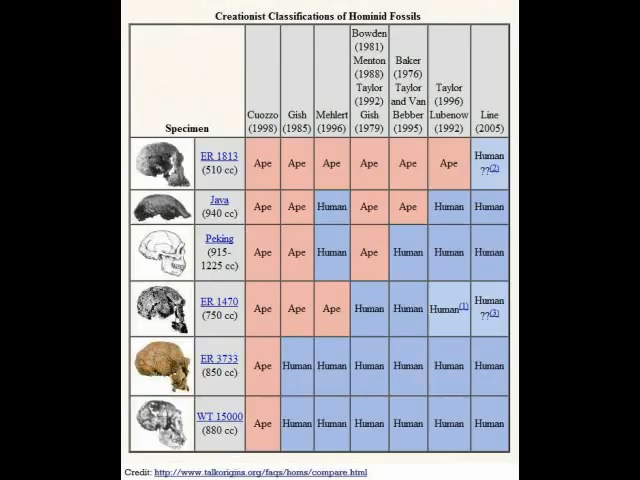 Creationist Classifications of Hominid Fossils
Specimen
Cuozzo
(1998)
Gish
(1985)
Mehlert
(1996)
Bowden
(1981)
Menton
(1988)
Taylor
(1992)
Gish
(1979)
Baker
(1976)
Taylor
and Van
Bebber
(1995)
Taylor
(1996)
Lubenow
(1992)
Line
(2005)
ER 1813
(510 cc)
Ape Ape Ape Ape Ape Ape Human
??(2)
Java
(940 cc)
Ape Ape Human Ape Ape Human Human
Peking
(915-
1225 cc)
Ape Ape Human Ape Human Human Human
ER 1470
(750 cc)
Ape Ape Ape Human Human Human(1) Human
??(3)
ER 3733
(850 cc)
Ape Human Human Human Human Human Human
WT 15000
(880 cc)
Ape Human Human Human Human Human Human
Credit: http://www.talkorigins.org/faqs/homs/compare.html